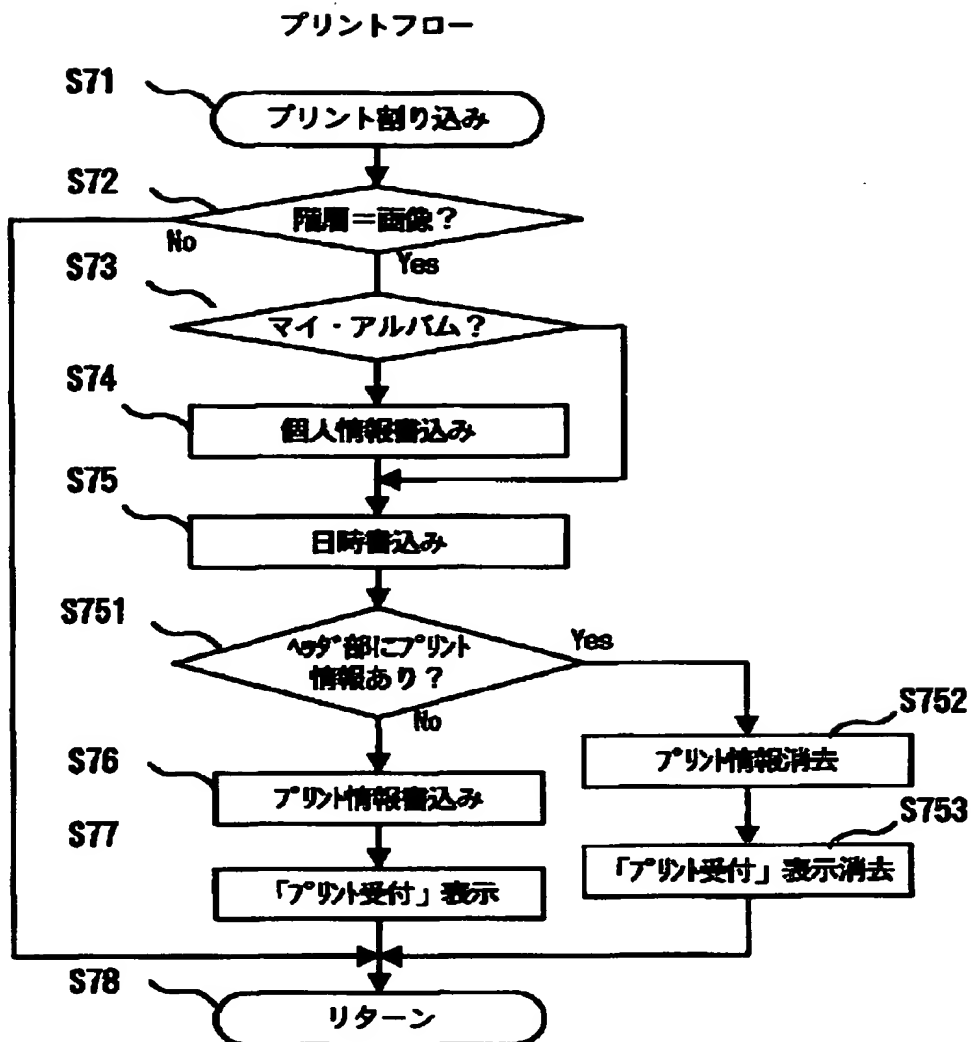 プリントフロー
S71
プリント割り込み
S72
階層=画像?
No
Yes
S73
マイ・アルバム?
S74
個人情報書込み
S75
日時書込み
S751
ヘッダ部にプリント
情報あり?
Yes
No
S752
プリント情報消去
S76
プリント情報書込み
S753
「プリント受付」表示消去
S77
「プリント受付」表示
S78
リターン